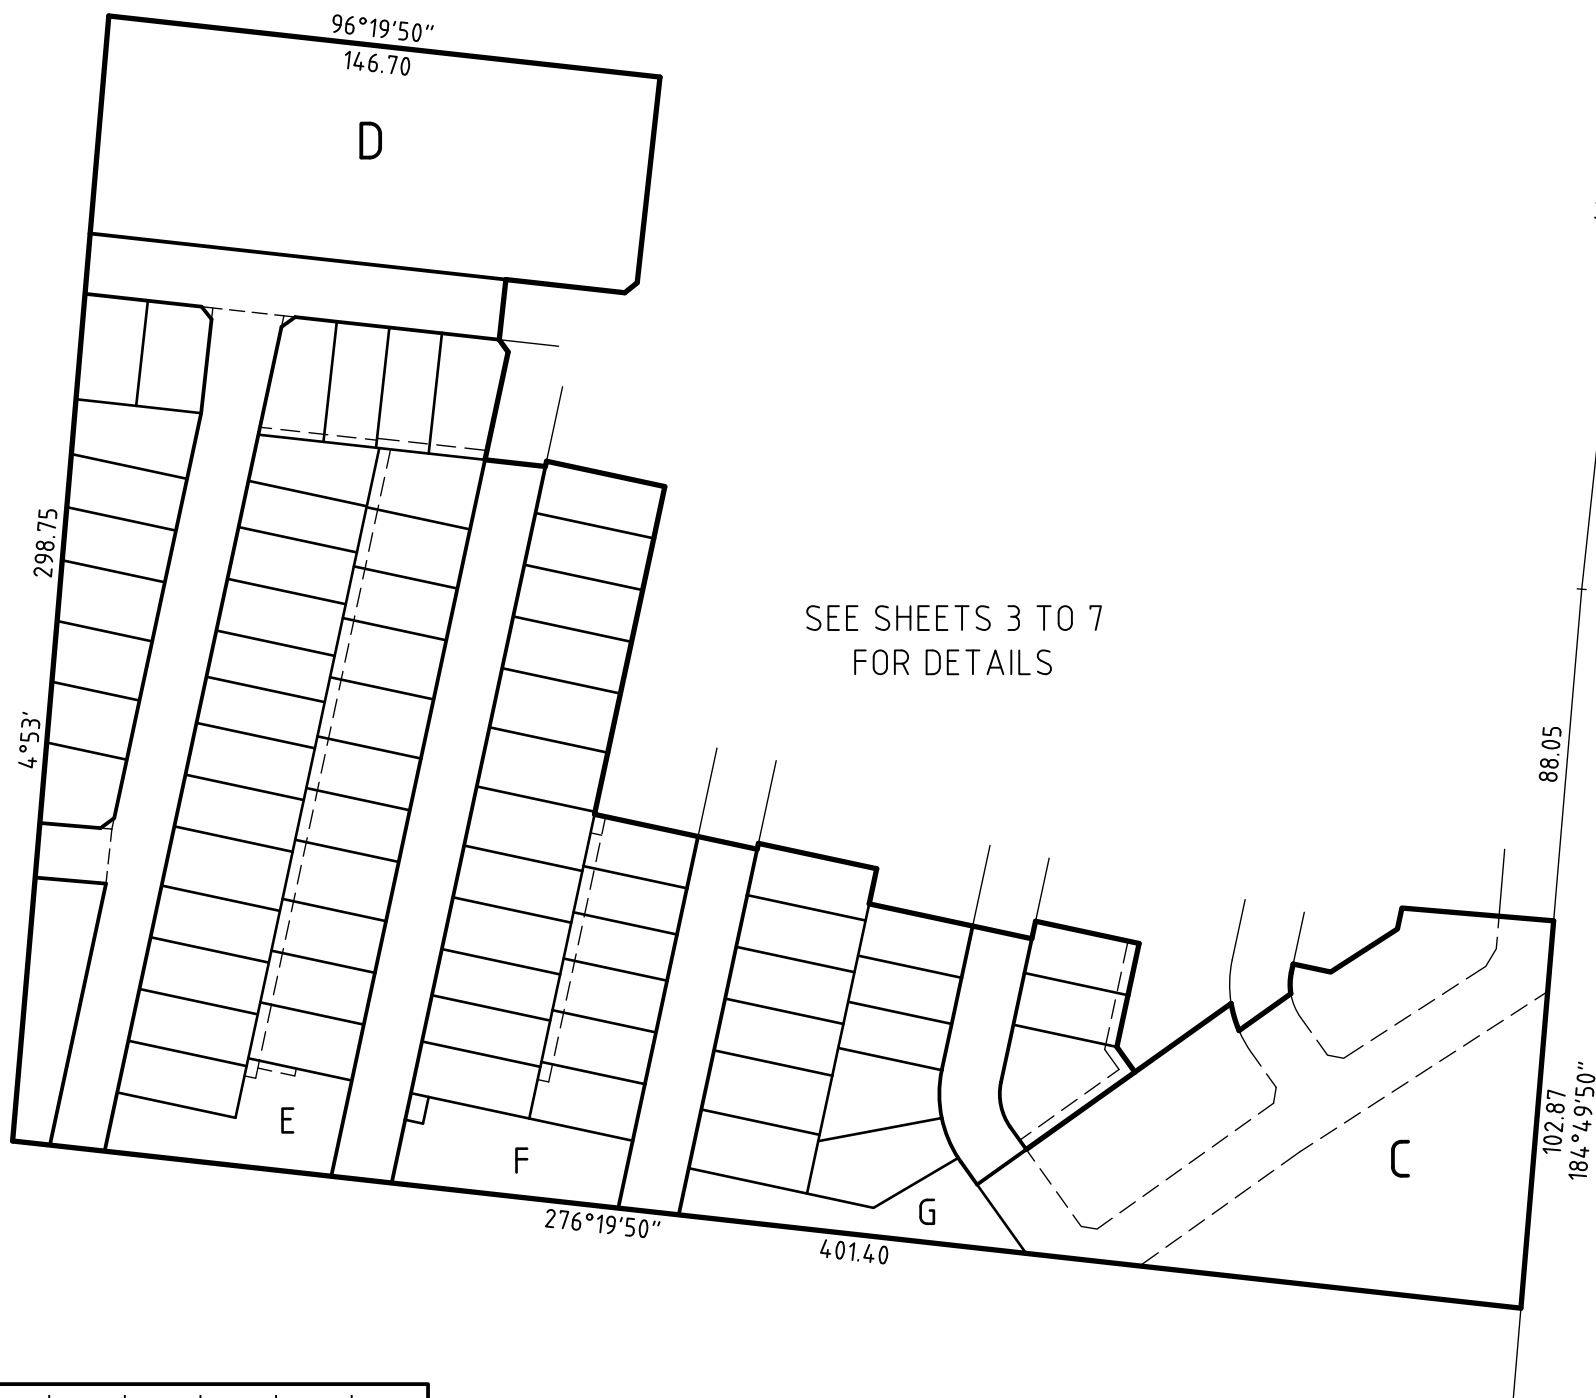 96°19'50"
146.70
D
298.75
4°53'
SEE SHEETS 3 TO 7
FOR DETAILS
88.05
102.87
184°49'50"
C
E
F
G
276°19'50"
401.40